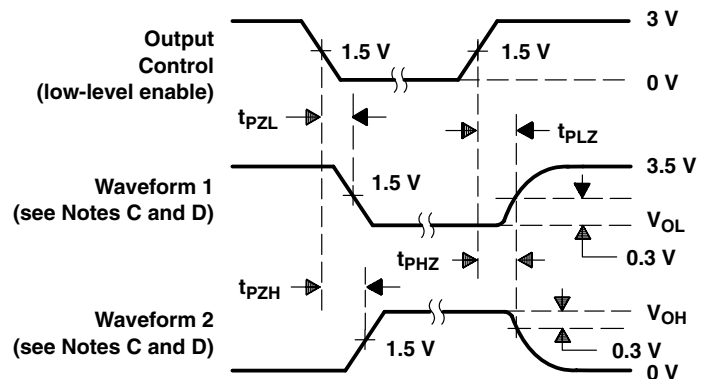 Output
Control
(low-level enable)
1.5 V
1.5 V
3 V
0 V
tPZL
tPLZ
Waveform 1
(see Notes C and D)
1.5 V
3.5 V
VOL
0.3 V
tPHZ
tPZH
Waveform 2
(see Notes C and D)
1.5 V
VOH
0.3 V
0 V